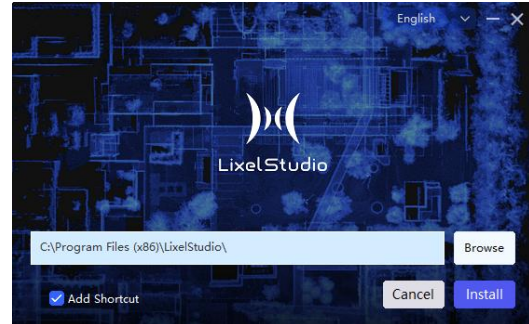 English
LixelStudio
C:\Program Files (x86)\LixelStudio\
Browse
Add Shortcut
Cancel
Install